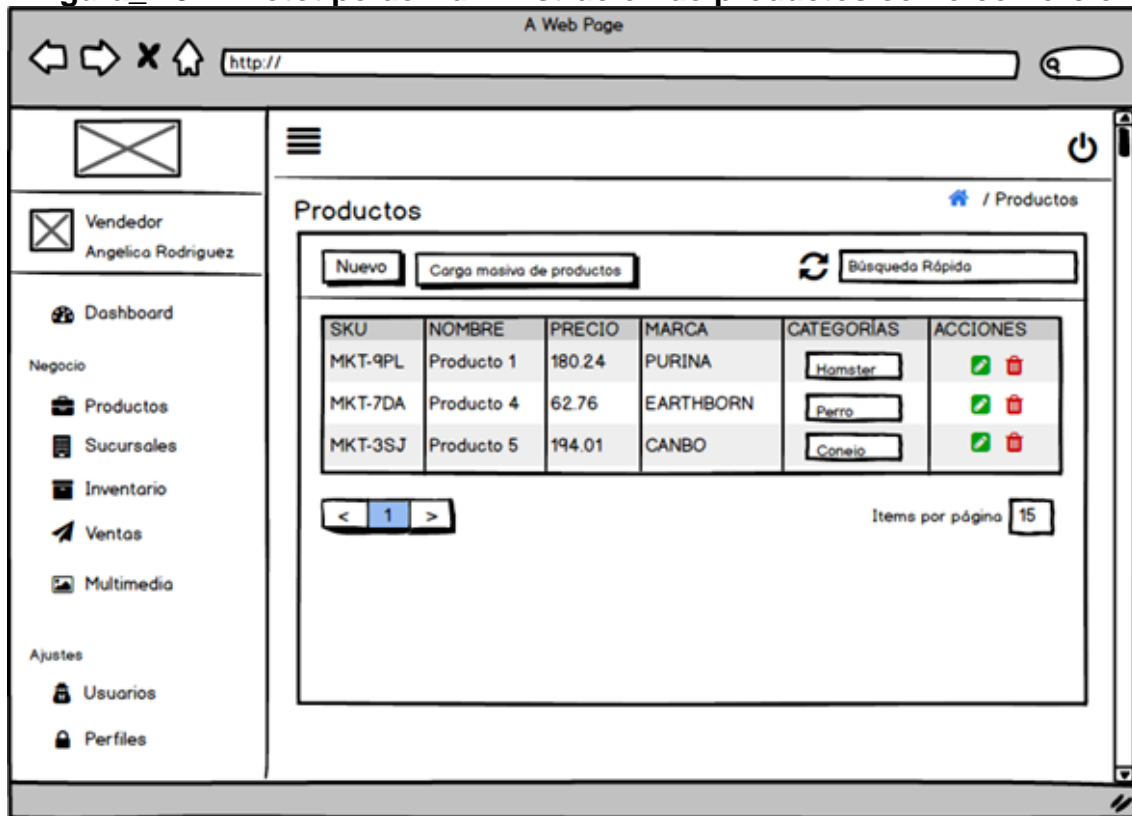 A Web Page
http://
Vendedor
Angelica Rodriguez
Dashboard
Negocio
Productos
Sucursales
Inventario
Ventas
Multimedia
Ajustes
Usuarios
Perfiles
/ Productos
Productos
Nuevo
Carga masiva de productos
Búsqueda Rápida
SKU NOMBRE PRECIO MARCA CATEGORÍAS ACCIONES
MKT-9PL Producto 1 180.24 PURINA Hamster
MKT-7DA Producto 4 62.76 EARTHBORN Perro
MKT-3SJ Producto 5 194.01 CANBO Conejo
< 1 >
Items por página 15